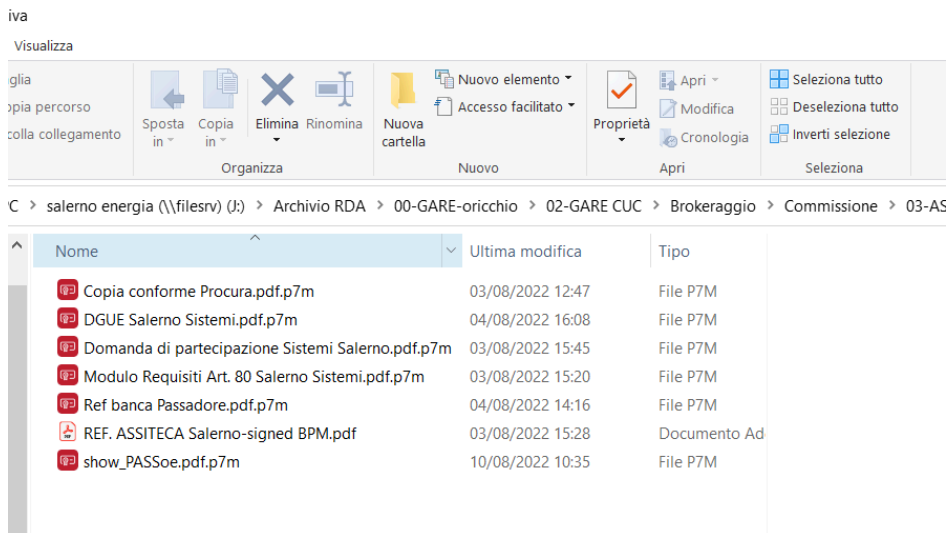 iva
Visualizza
aglia
opia percorso
colla collegamento
Sposta in
Copia in
Elimina
Rinomina
Organizza
Nuova cartella
Nuovo elemento
Accesso facilitato
Nuovo
Proprietà
Apri
Modifica
Cronologia
Apri
Seleziona tutto
Deseleziona tutto
Inverti selezione
Seleziona
PC > salerno energia (\\filesrv) (J:) > Archivio RDA > 00-GARE-oricchio > 02-GARE CUC > Brokeraggio > Commissione > 03-AS
Nome Ultima modifica Tipo
Copia conforme Procura.pdf.p7m 03/08/2022 12:47 File P7M
DGUE Salerno Sistemi.pdf.p7m 04/08/2022 16:08 File P7M
Domanda di partecipazione Sistemi Salerno.pdf.p7m 03/08/2022 15:45 File P7M
Modulo Requisiti Art. 80 Salerno Sistemi.pdf.p7m 03/08/2022 15:20 File P7M
Ref banca Passadore.pdf.p7m 04/08/2022 14:16 File P7M
REF. ASSITECA Salerno-signed BPM.pdf 03/08/2022 15:28 Documento Ad
show_PASSoe.pdf.p7m 10/08/2022 10:35 File P7M